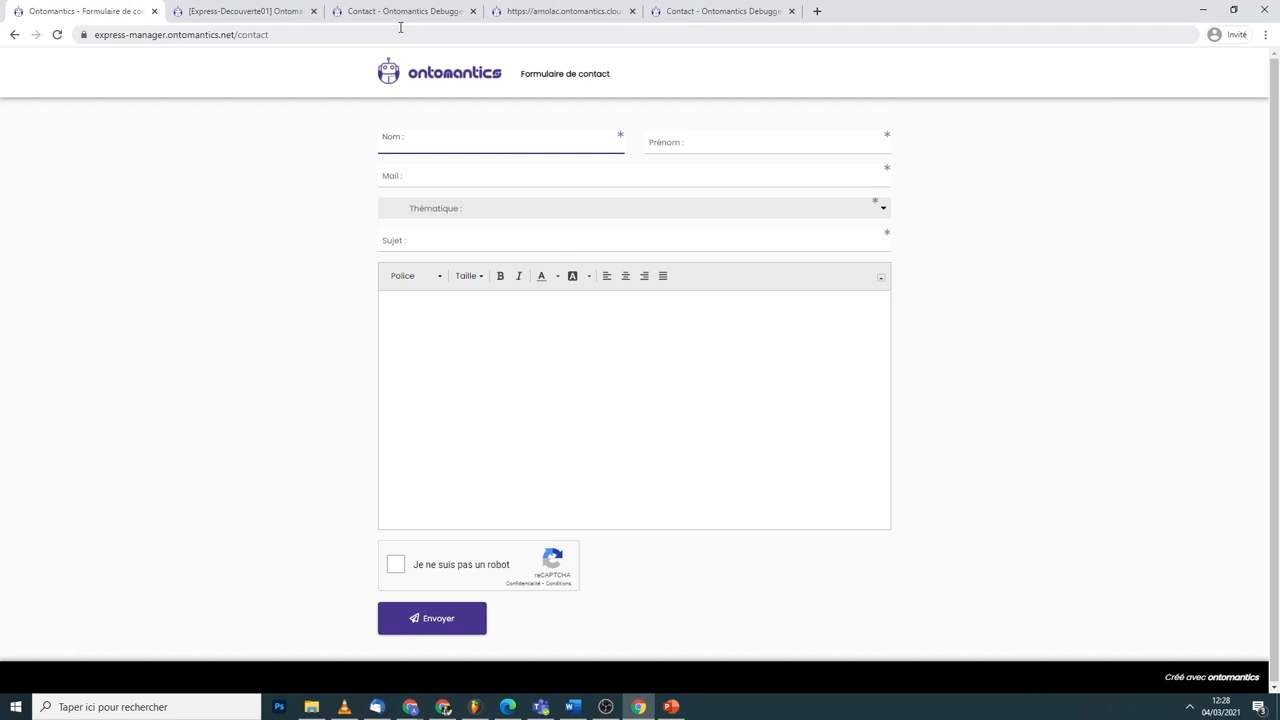 Ontomantics - Formulaire de co
[Express-Decouverte01] Ontoma
Contact - Ontomantics Debugge
https://arnolac.ontomantics.clou
Contact - Ontomantics Debugge
express-manager.ontomantics.net/contact
Invité
ontomantics
Formulaire de contact
Nom : *
Prénom : *
Mail : *
Thématique : *
Sujet : *
Police
Taille
B
I
A
A
Je ne suis pas un robot
reCAPTCHA
Confidentialité - Conditions
Envoyer
Créé avec ontomantics
Taper ici pour rechercher
12:28
04/03/2021
3